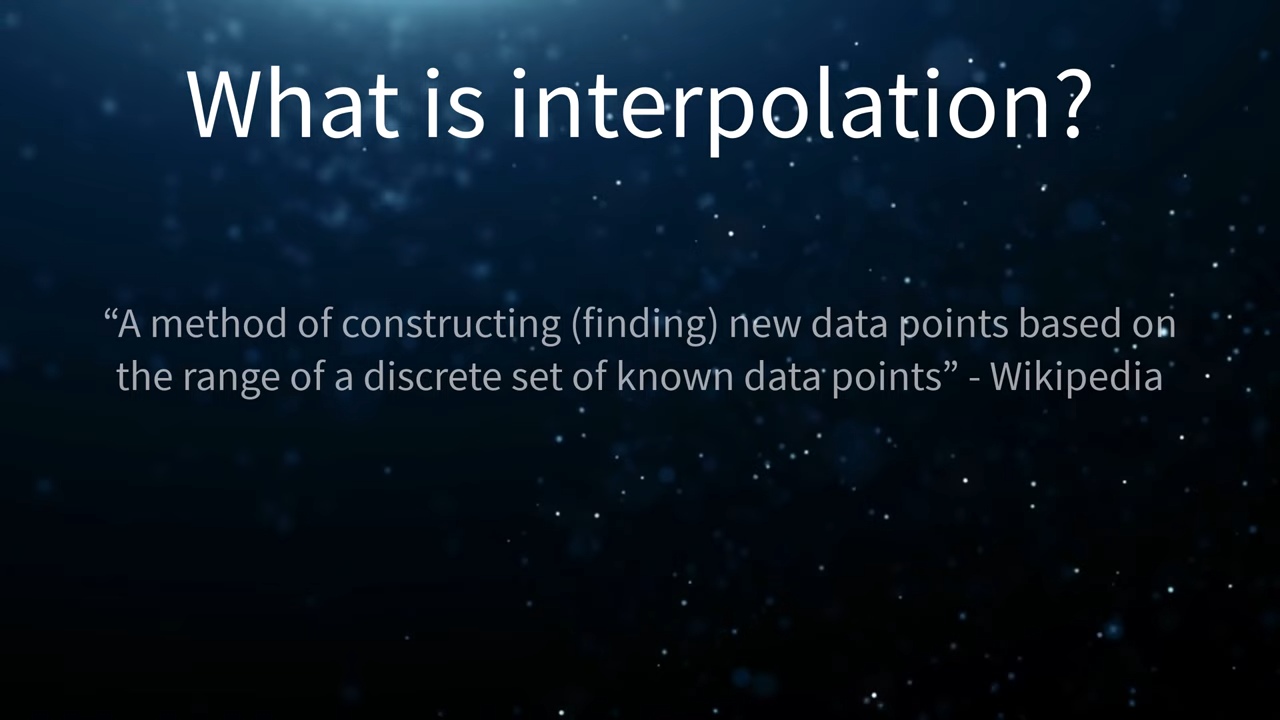 What is interpolation?
“A method of constructing (finding) new data points based on
the range of a discrete set of known data points” - Wikipedia